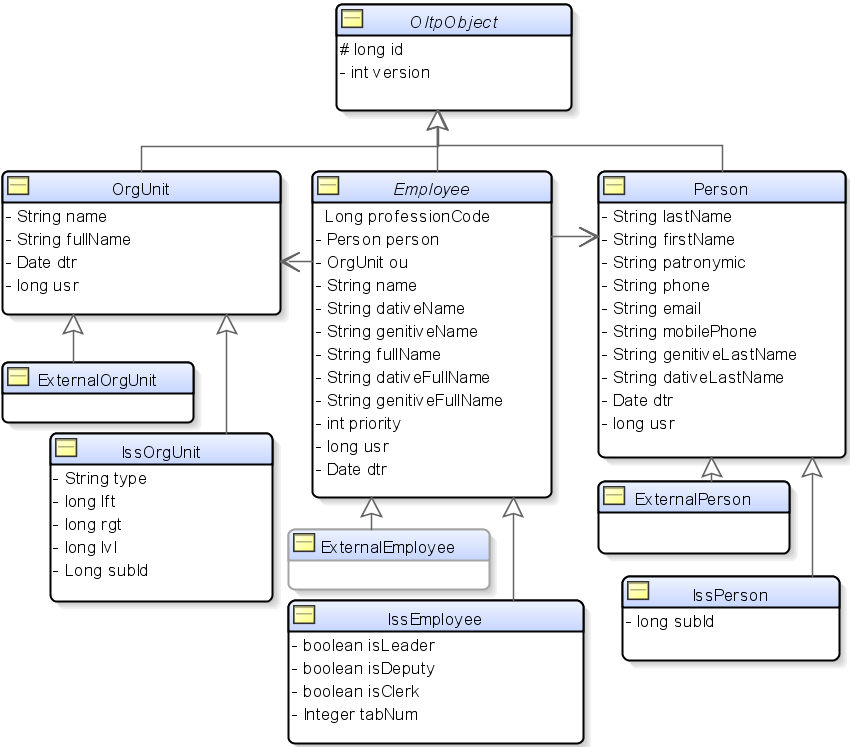 OltpObject
# long id
- int version
OrgUnit
- String name
- String fullName
- Date dtr
- long usr
Employee
Long professionCode
- Person person
- OrgUnit ou
- String name
- String dativeName
- String genitiveName
- String fullName
- String dativeFullName
- String genitiveFullName
- int priority
- long usr
- Date dtr
Person
- String lastName
- String firstName
- String patronymic
- String phone
- String email
- String mobilePhone
- String genitiveLastName
- String dativeLastName
- Date dtr
- long usr
ExternalOrgUnit
IssOrgUnit
- String type
- long lft
- long rgt
- long lvl
- Long subId
ExternalEmployee
IssEmployee
- boolean isLeader
- boolean isDeputy
- boolean isClerk
- Integer tabNum
ExternalPerson
IssPerson
- long subId